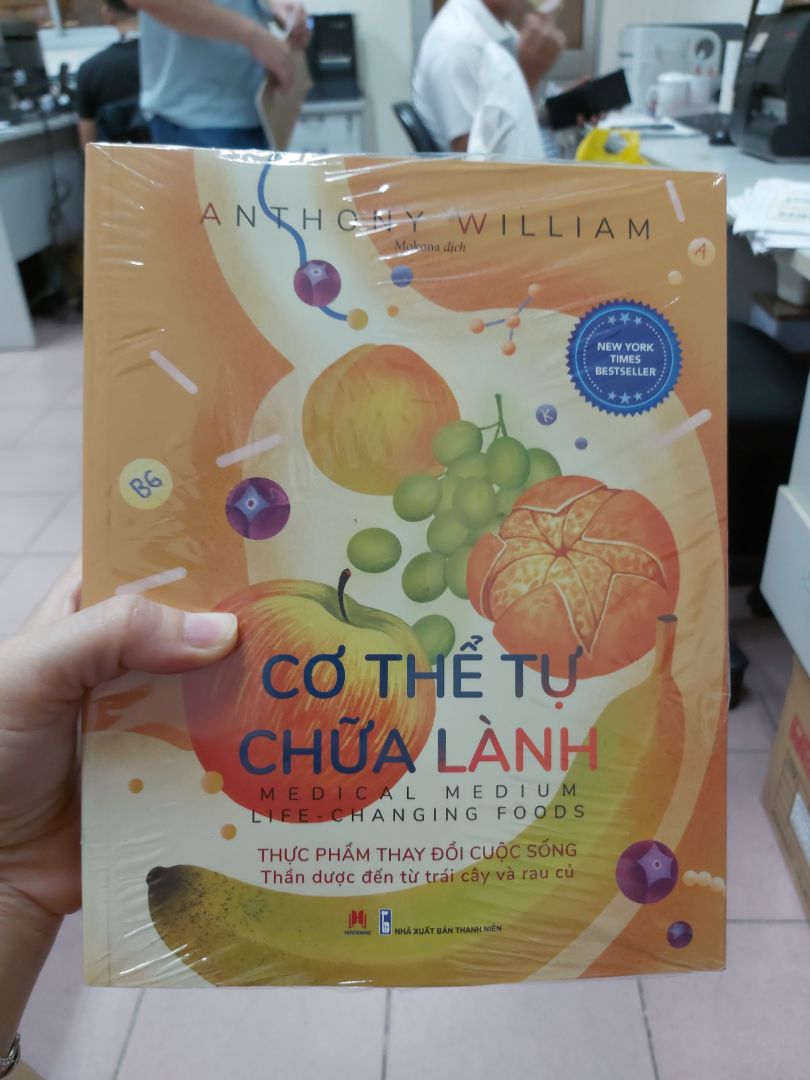 ANTHONY WILLIAM
Mokona dịch
A
NEW YORK
TIMES
BESTSELLER
K
B6
CƠ THỂ TỰ
CHỮA LÀNH
MEDICAL MEDIUM
LIFE-CHANGING FOODS
THỰC PHẨM THAY ĐỔI CUỘC SỐNG
Thần dược đến từ trái cây và rau củ
HUYHOANG
NHÀ XUẤT BẢN THANH NIÊN